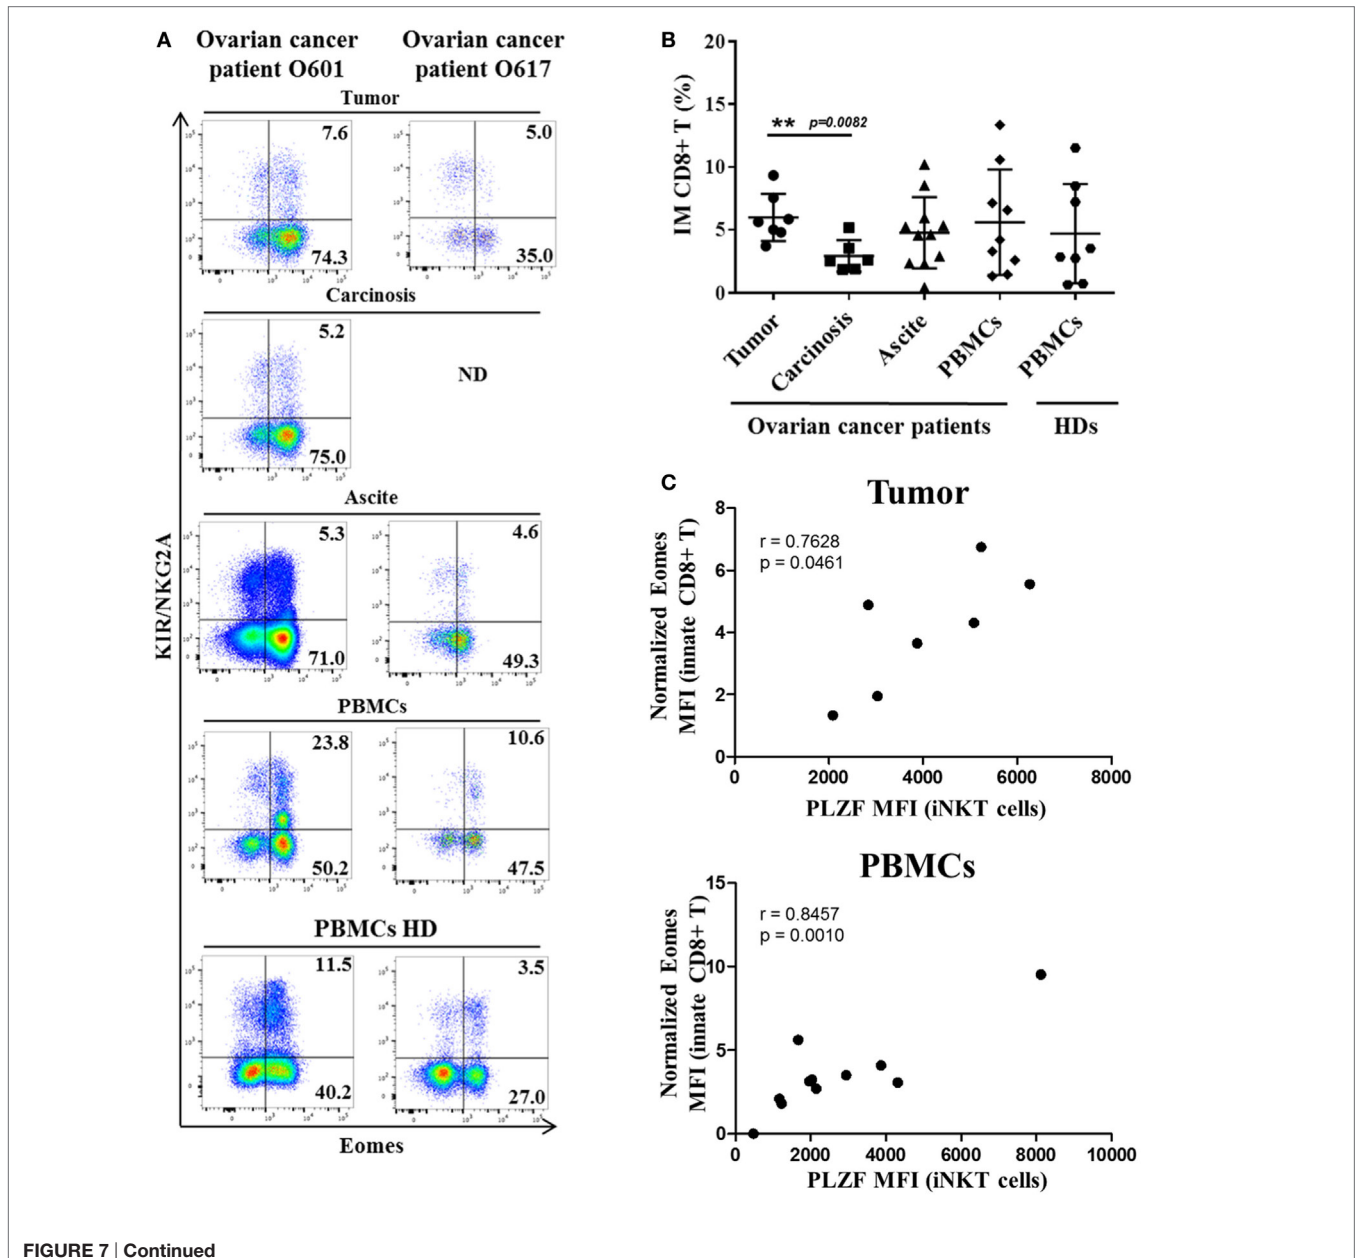 A
Ovarian cancer
patient O601
Ovarian cancer
patient O617
Tumor
7.6
74.3
5.0
35.0
Carcinosis
5.2
75.0
ND
Ascite
5.3
71.0
4.6
49.3
PBMCs
23.8
50.2
10.6
47.5
PBMCs HD
11.5
40.2
3.5
27.0
KIR/NKG2A
Eomes
B
IM CD8+ T (%)
20
15
10
5
0
** p=0.0082
Tumor
Carcinosis
Ascite
PBMCs
PBMCs
Ovarian cancer patients
HDs
C
Tumor
r = 0.7628
p = 0.0461
Normalized Eomes
MFI (innate CD8+ T)
8
6
4
2
0
0 2000 4000 6000 8000
PLZF MFI (iNKT cells)
PBMCs
r = 0.8457
p = 0.0010
Normalized Eomes
MFI (innate CD8+ T)
15
10
5
0
0 2000 4000 6000 8000 10000
PLZF MFI (iNKT cells)
FIGURE 7 | Continued